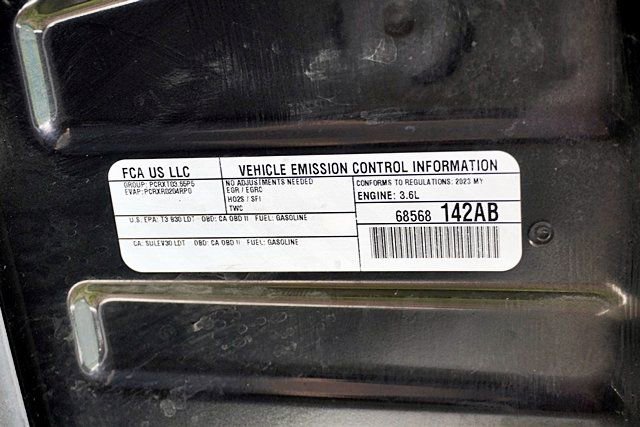 FCA US LLC
VEHICLE EMISSION CONTROL INFORMATION
GROUP: PCRXT03.65P5
EVAP: PCRXR0204RP0
NO ADJUSTMENTS NEEDED
EGR / EGRC
HO2S / SFI
TWC
CONFORMS TO REGULATIONS: 2023 MY
ENGINE: 3.6L
68568 142AB
U.S. EPA: T3 B30 LDT OBD: CA OBD II FUEL: GASOLINE
CA: SULEV30 LDT OBD: CA OBD II FUEL: GASOLINE